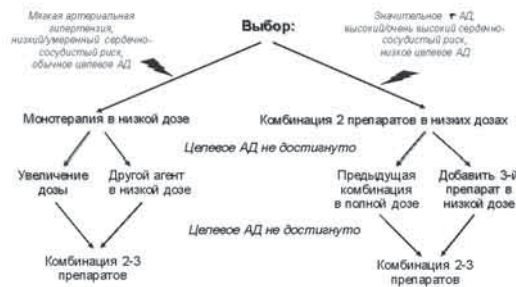 Мягкая артериальная
гипертензия,
низкий/умеренный сердечно-
сосудистый риск,
обычное целевое АД
Выбор:
Значительное ↑ АД,
высокий/очень высокий сердечно-
сосудистый риск,
низкое целевое АД
Монотерапия в низкой дозе
Комбинация 2 препаратов в низких дозах
Целевое АД не достигнуто
Увеличение
дозы
Другой агент
в низкой дозе
Предыдущая
комбинация
в полной дозе
Добавить 3-й
препарат в
низкой дозе
Целевое АД не достигнуто
Комбинация 2-3
препаратов
Комбинация 2-3
препаратов